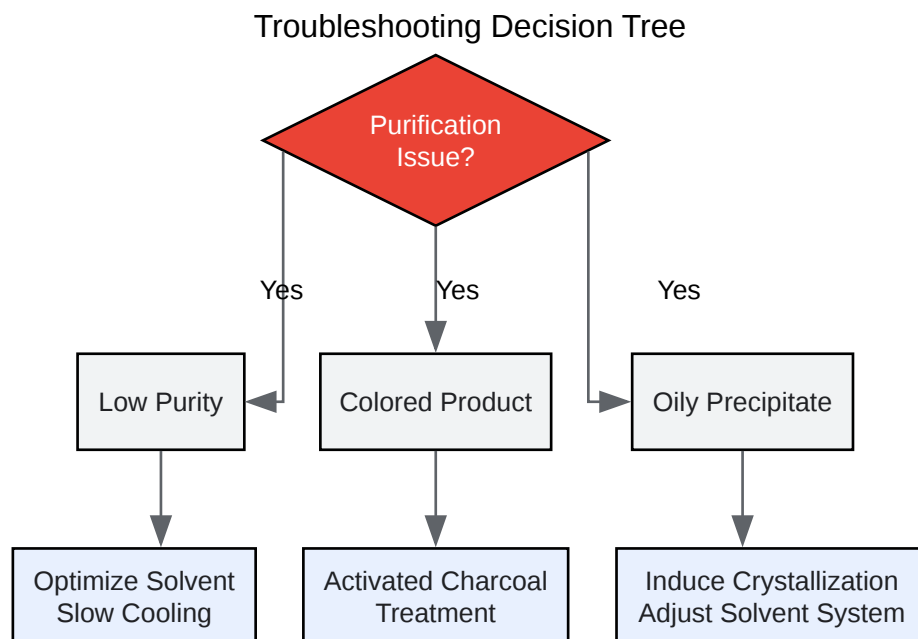 Troubleshooting Decision Tree
Purification
Issue?
Yes
Yes
Yes
Low Purity
Colored Product
Oily Precipitate
Optimize Solvent
Slow Cooling
Activated Charcoal
Treatment
Induce Crystallization
Adjust Solvent System